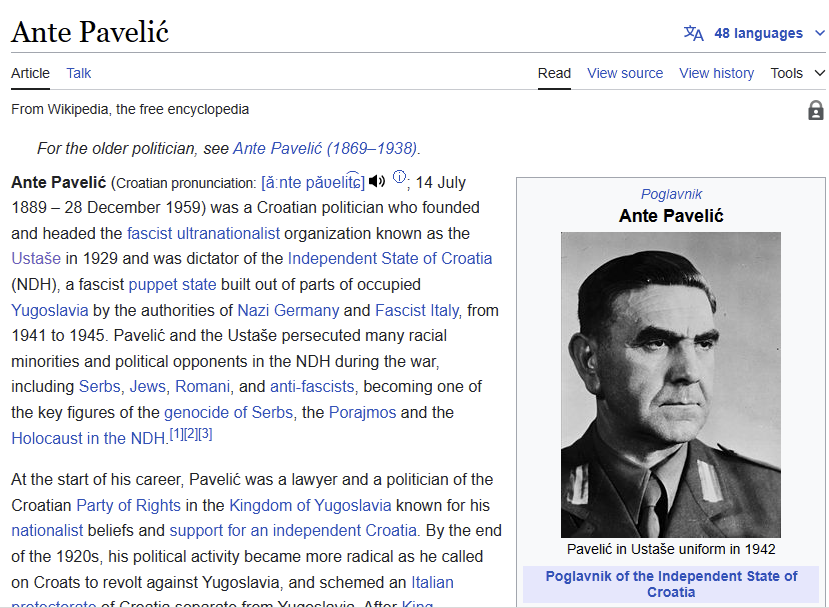 Ante Pavelić
48 languages
Article Talk
Read View source View history Tools
From Wikipedia, the free encyclopedia
For the older politician, see Ante Pavelić (1869–1938).
Ante Pavelić (Croatian pronunciation: [ǎːnte pǎʋelit͡ɕ] ⓘ; 14 July
1889 – 28 December 1959) was a Croatian politician who founded
and headed the fascist ultranationalist organization known as the
Ustaše in 1929 and was dictator of the Independent State of Croatia
(NDH), a fascist puppet state built out of parts of occupied
Yugoslavia by the authorities of Nazi Germany and Fascist Italy, from
1941 to 1945. Pavelić and the Ustaše persecuted many racial
minorities and political opponents in the NDH during the war,
including Serbs, Jews, Romani, and anti-fascists, becoming one of
the key figures of the genocide of Serbs, the Porajmos and the
Holocaust in the NDH.[1][2][3]
At the start of his career, Pavelić was a lawyer and a politician of the
Croatian Party of Rights in the Kingdom of Yugoslavia known for his
nationalist beliefs and support for an independent Croatia. By the end
of the 1920s, his political activity became more radical as he called
on Croats to revolt against Yugoslavia, and schemed an Italian
protectorate of Croatia separate from Yugoslavia. After King
Poglavnik
Ante Pavelić
Pavelić in Ustaše uniform in 1942
Poglavnik of the Independent State of
Croatia